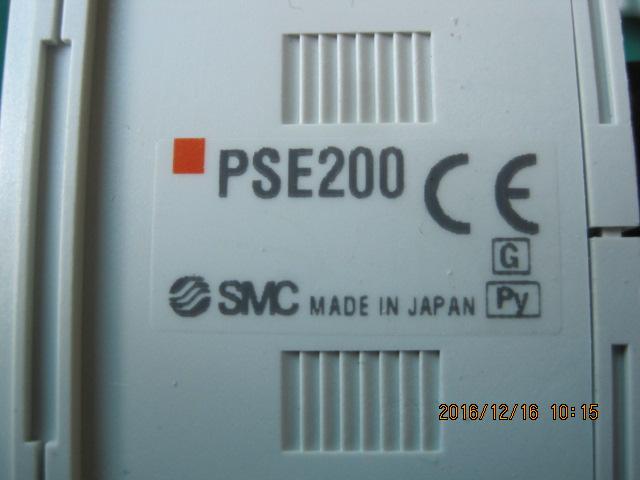 PSE200
CE
G
SMC MADE IN JAPAN Py
2016/12/16 10:15